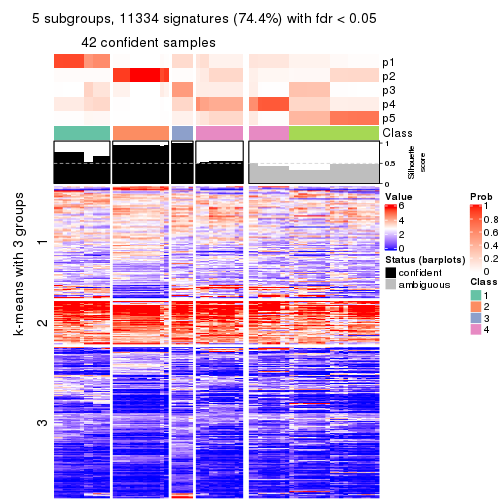 5 subgroups, 11334 signatures (74.4%) with fdr < 0.05
42 confident samples
p1
p2
p3
p4
p5
Class
1
0.5
0
Silhouette
score
k-means with 3 groups
1
2
3
Value
6
4
2
0
Status (barplots)
confident
ambiguous
Prob
1
0.8
0.6
0.4
0.2
0
Class
1
2
3
4